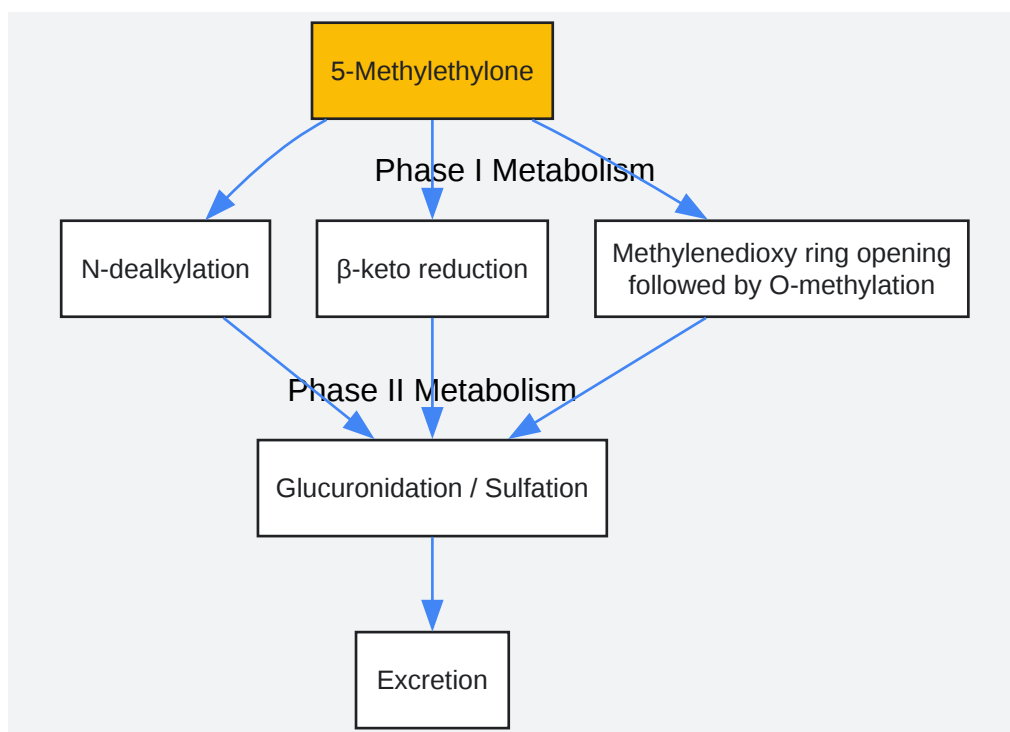 5-Methylethylone
Phase I Metabolism
N-dealkylation
β-keto reduction
Methylenedioxy ring opening
followed by O-methylation
Phase II Metabolism
Glucuronidation / Sulfation
Excretion